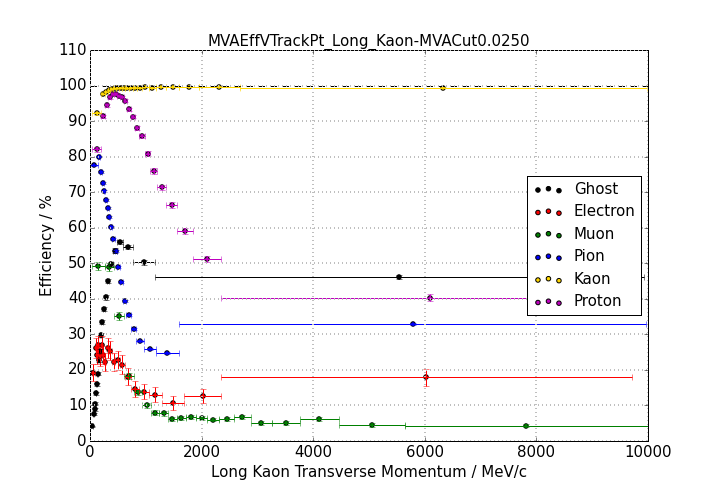 MVAEffVTrackPt_Long_Kaon-MVACut0.0250
110
100
90
80
70
60
50
40
30
20
10
0
Efficiency / %
Ghost
Electron
Muon
Pion
Kaon
Proton
0 2000 4000 6000 8000 10000
Long Kaon Transverse Momentum / MeV/c